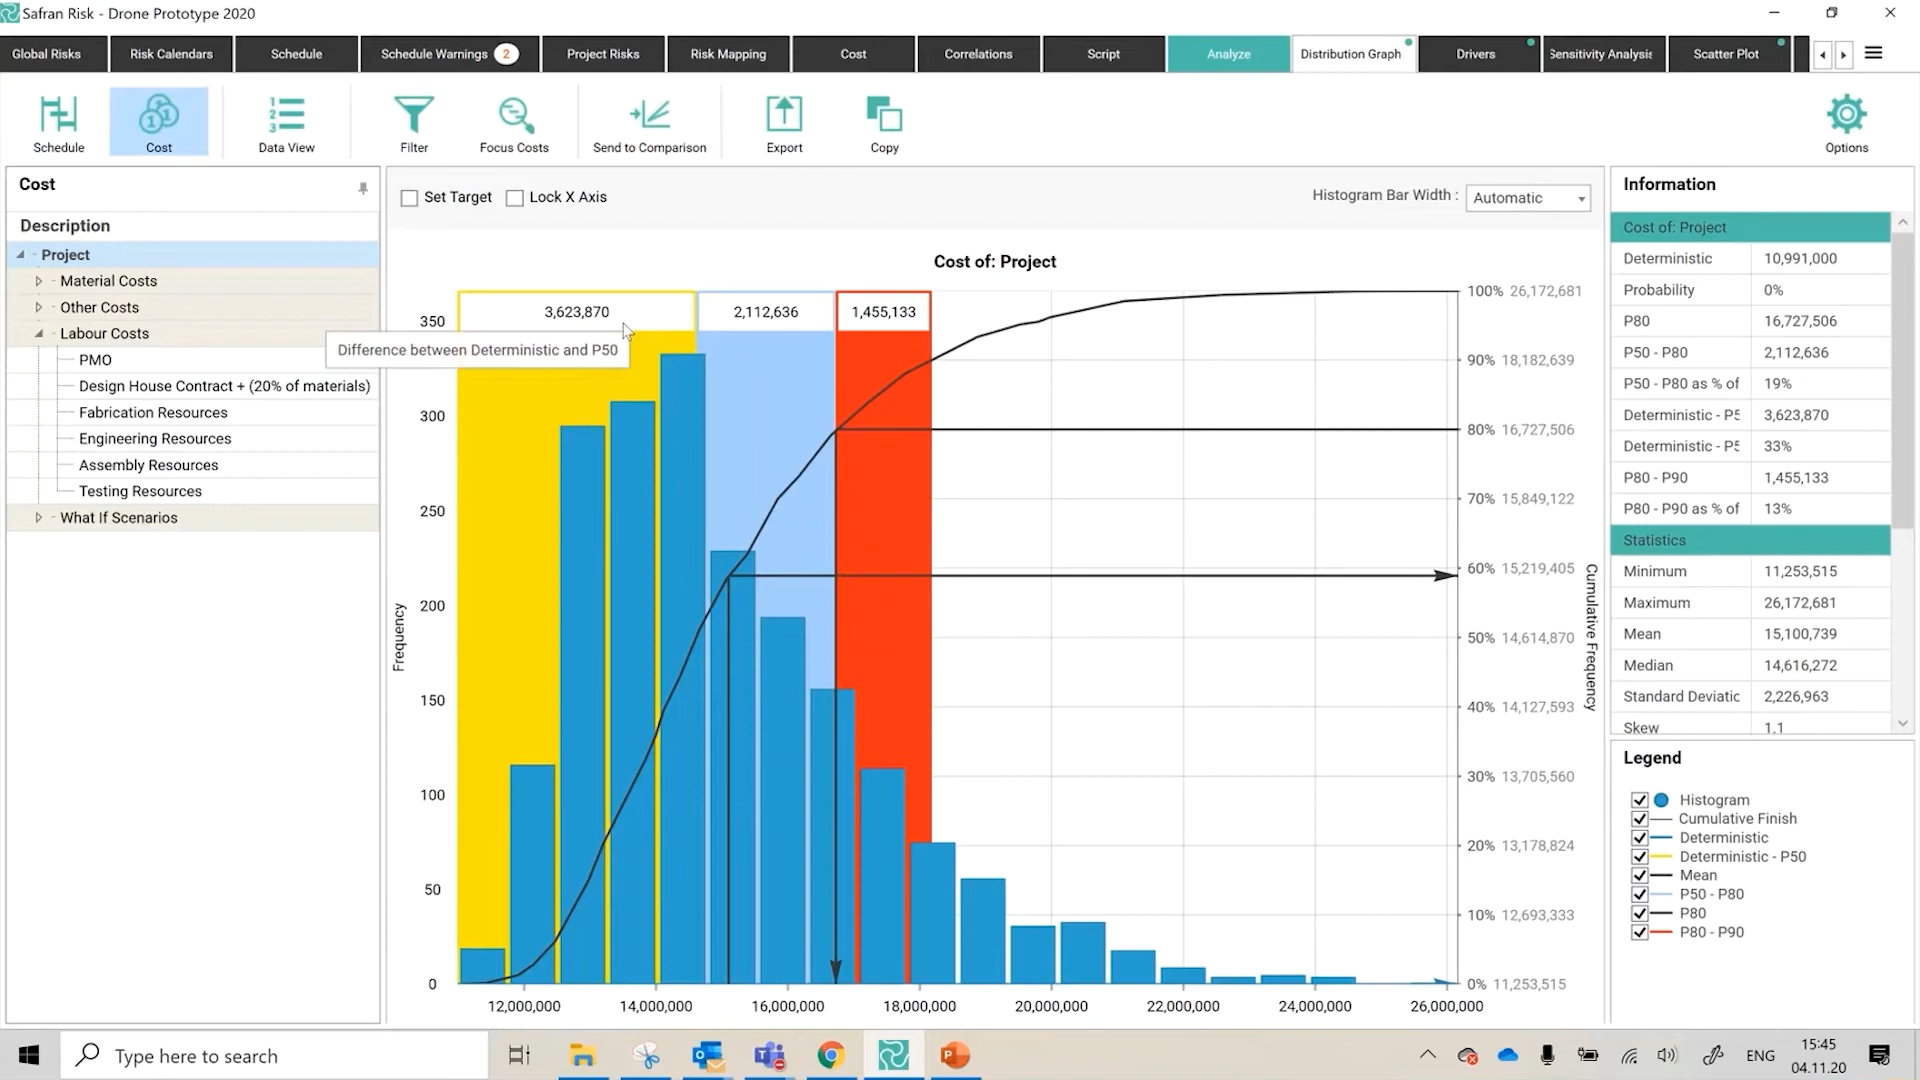 Safran Risk - Drone Prototype 2020
Global Risks
Risk Calendars
Schedule
Schedule Warnings 2
Project Risks
Risk Mapping
Cost
Correlations
Script
Analyze
Distribution Graph
Drivers
Sensitivity Analysis
Scatter Plot
Schedule
Cost
Data View
Filter
Focus Costs
Send to Comparison
Export
Copy
Options
Cost
Description
Project
Material Costs
Other Costs
Labour Costs
PMO
Design House Contract + (20% of materials)
Fabrication Resources
Engineering Resources
Assembly Resources
Testing Resources
What If Scenarios
Set Target
Lock X Axis
Histogram Bar Width :
Automatic
Cost of: Project
3,623,870
2,112,636
1,455,133
Difference between Deterministic and P50
Frequency
350
300
250
200
150
100
50
0
12,000,000
14,000,000
16,000,000
18,000,000
20,000,000
22,000,000
24,000,000
26,000,000
100% 26,172,681
90% 18,182,639
80% 16,727,506
70% 15,849,122
60% 15,219,405
50% 14,614,870
40% 14,127,593
30% 13,705,560
20% 13,178,824
10% 12,693,333
0% 11,253,515
Cumulative Frequency
Information
Cost of: Project
Deterministic 10,991,000
Probability 0%
P80 16,727,506
P50 - P80 2,112,636
P50 - P80 as % of 19%
Deterministic - P5 3,623,870
Deterministic - P5 33%
P80 - P90 1,455,133
P80 - P90 as % of 13%
Statistics
Minimum 11,253,515
Maximum 26,172,681
Mean 15,100,739
Median 14,616,272
Standard Deviatic 2,226,963
Skew 1.1
Legend
Histogram
Cumulative Finish
Deterministic
Deterministic - P50
Mean
P50 - P80
P80
P80 - P90
Type here to search
ENG
15:45
04.11.20